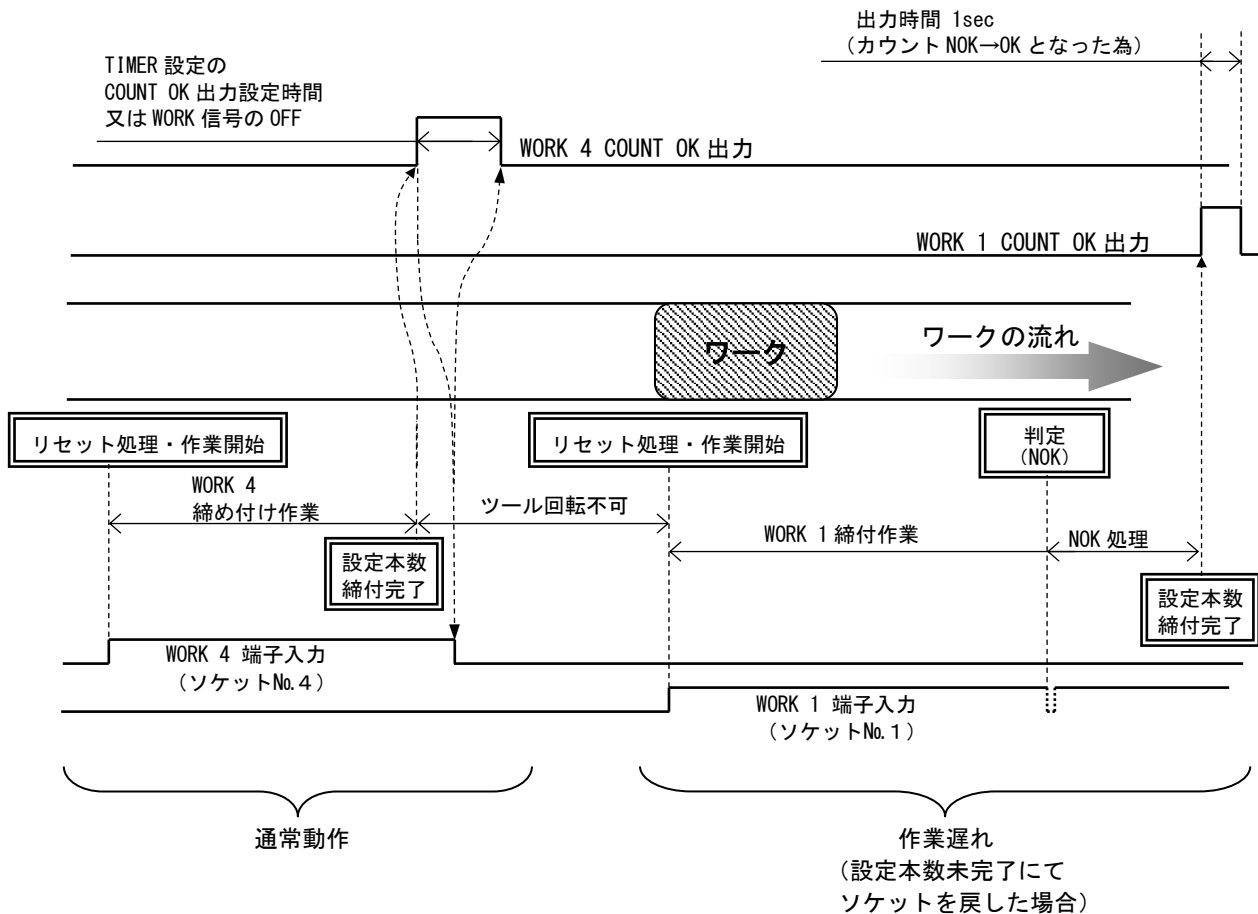 出力時間 1sec
（カウント NOK→OK となった為）
TIMER 設定の
COUNT OK 出力設定時間
又は WORK 信号の OFF
WORK 4 COUNT OK 出力
WORK 1 COUNT OK 出力
ワーク
ワークの流れ
リセット処理・作業開始
リセット処理・作業開始
判定
(NOK)
WORK 4
締め付け作業
ツール回転不可
WORK 1 締付作業
NOK 処理
設定本数
締付完了
設定本数
締付完了
WORK 4 端子入力
（ソケット№４）
WORK 1 端子入力
（ソケット№１）
通常動作
作業遅れ
（設定本数未完了にて
ソケットを戻した場合）